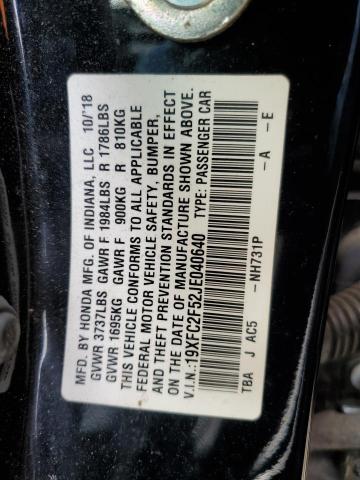 MFD. BY HONDA MFG. OF INDIANA, LLC 10/'18
GVWR 3737LBS GAWR F 1984LBS R 1786LBS
GVWR 1695KG GAWR F 900KG R 810KG
THIS VEHICLE CONFORMS TO ALL APPLICABLE
FEDERAL MOTOR VEHICLE SAFETY, BUMPER,
AND THEFT PREVENTION STANDARDS IN EFFECT
ON THE DATE OF MANUFACTURE SHOWN ABOVE.
V.I.N.:19XFC2F52JE040640 TYPE: PASSENGER CAR
-NH731P -A -E
TBA J AC5